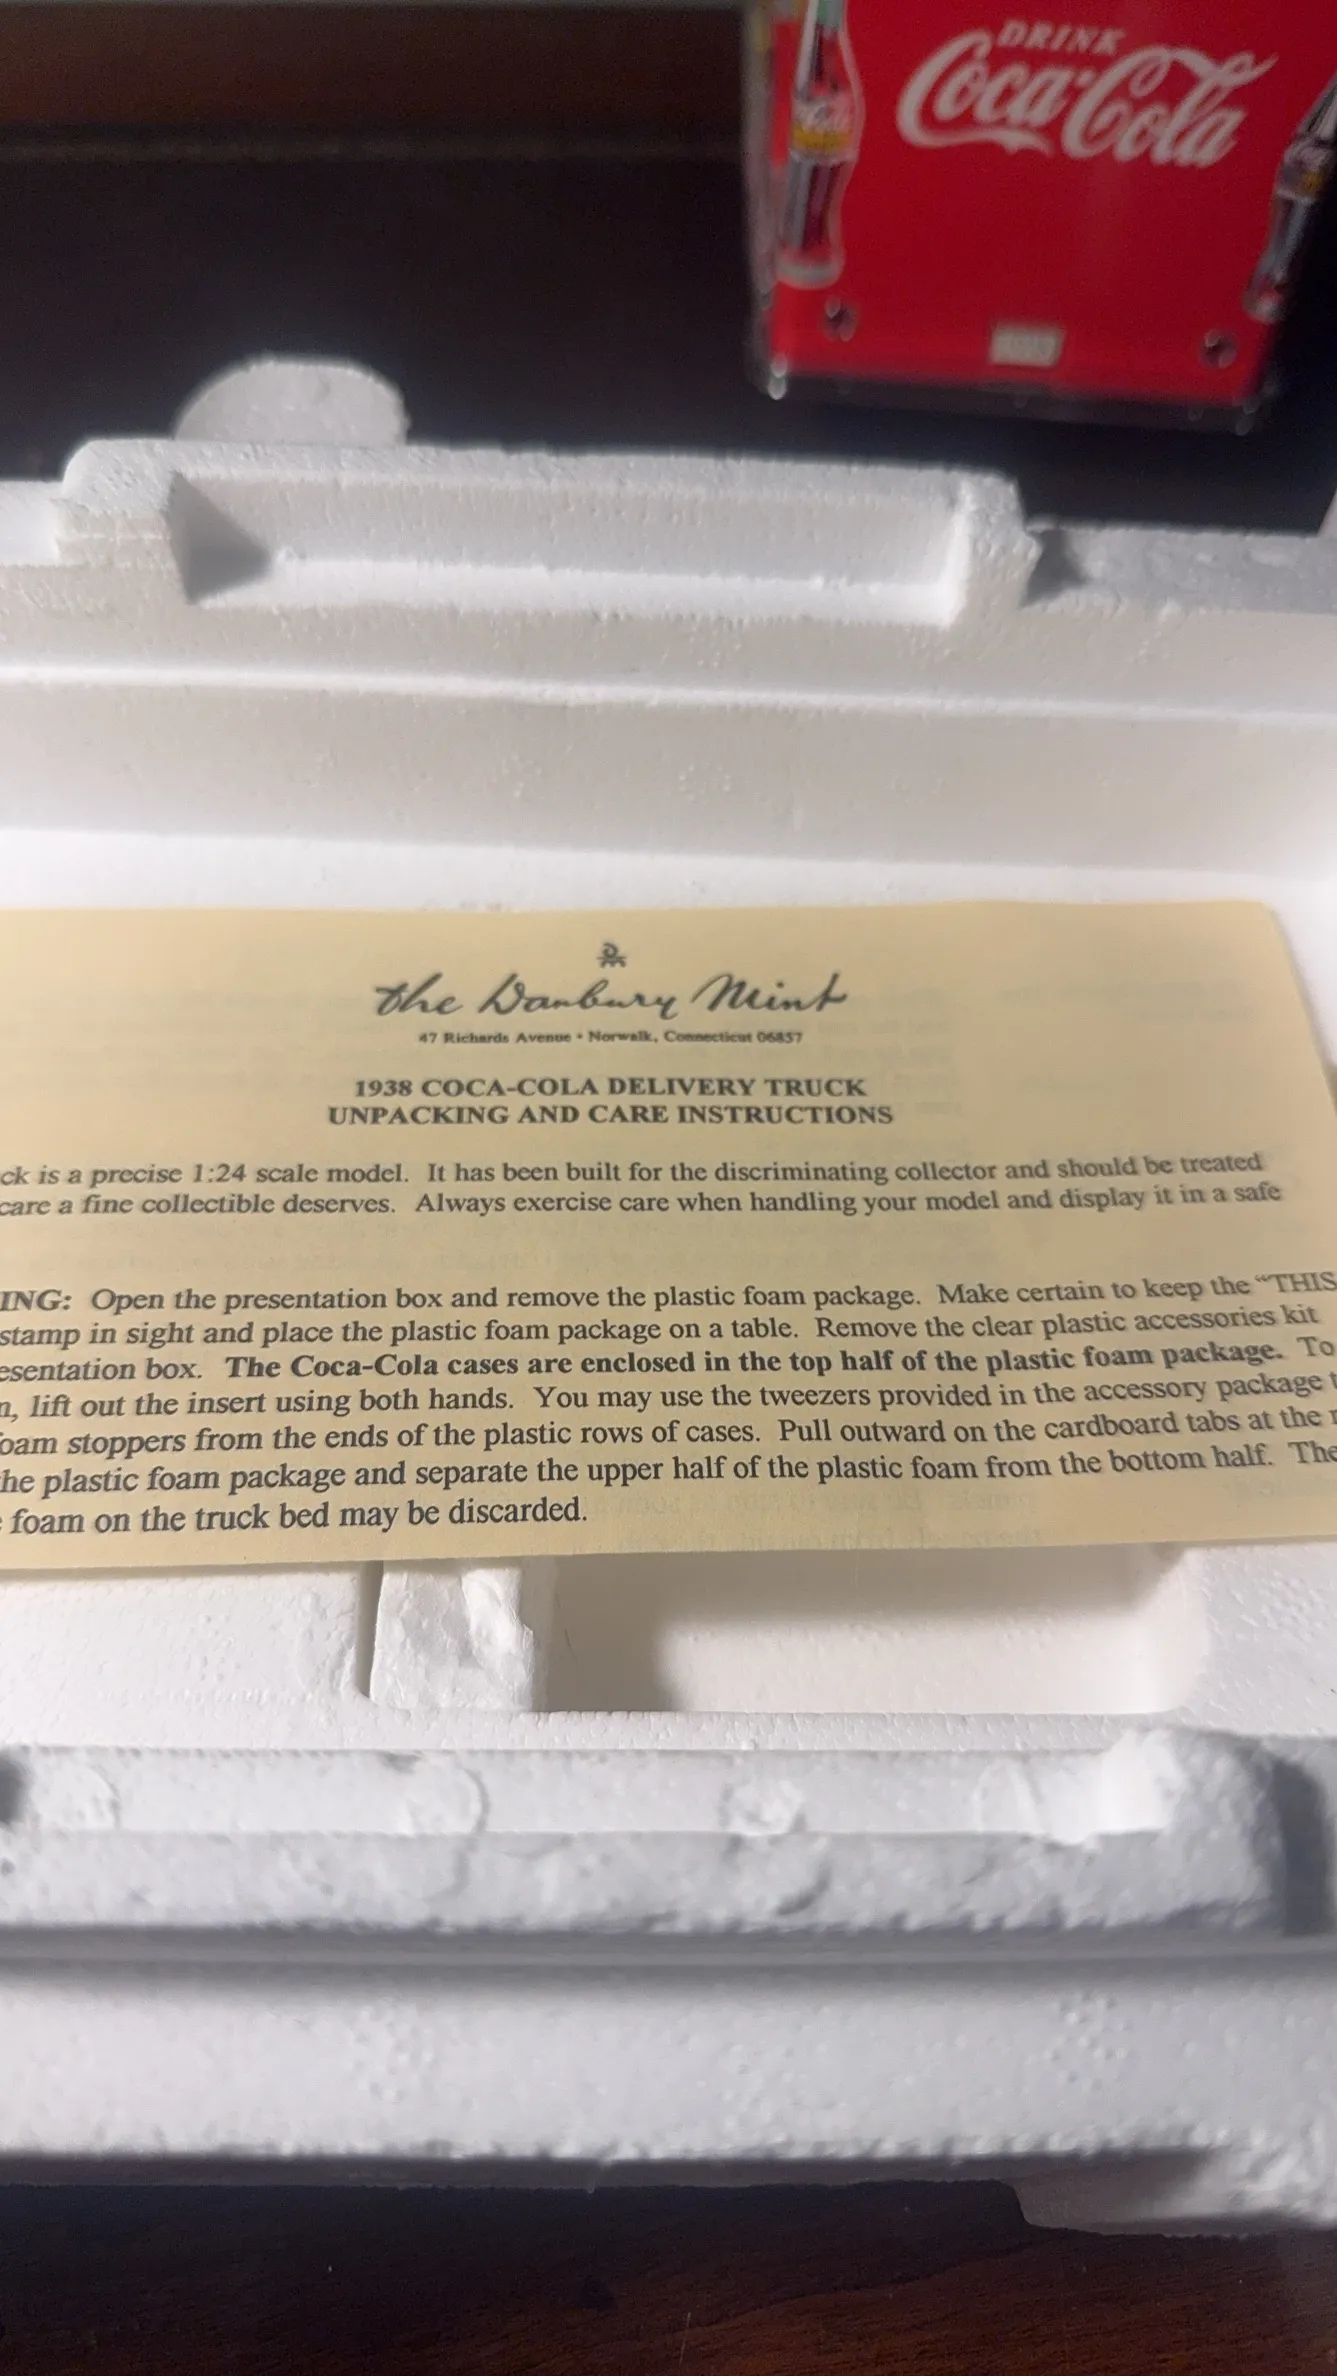 DRINK
Coca-Cola
the Danbury Mint
47 Richards Avenue • Norwalk, Connecticut 06857
1938 COCA-COLA DELIVERY TRUCK
UNPACKING AND CARE INSTRUCTIONS
ck is a precise 1:24 scale model. It has been built for the discriminating collector and should be treated
care a fine collectible deserves. Always exercise care when handling your model and display it in a safe
ING: Open the presentation box and remove the plastic foam package. Make certain to keep the “THIS
stamp in sight and place the plastic foam package on a table. Remove the clear plastic accessories kit
esentation box. The Coca-Cola cases are enclosed in the top half of the plastic foam package. To
n, lift out the insert using both hands. You may use the tweezers provided in the accessory package t
oam stoppers from the ends of the plastic rows of cases. Pull outward on the cardboard tabs at the r
he plastic foam package and separate the upper half of the plastic foam from the bottom half. The
foam on the truck bed may be discarded.